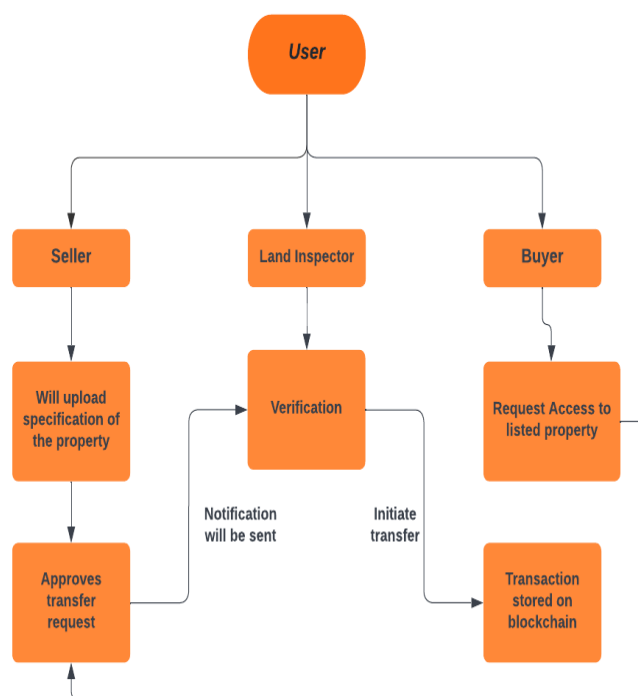 User
Seller
Land Inspector
Buyer
Will upload
specification of
the property
Verification
Request Access to
listed property
Notification
will be sent
Initiate
transfer
Approves
transfer
request
Transaction
stored on
blockchain